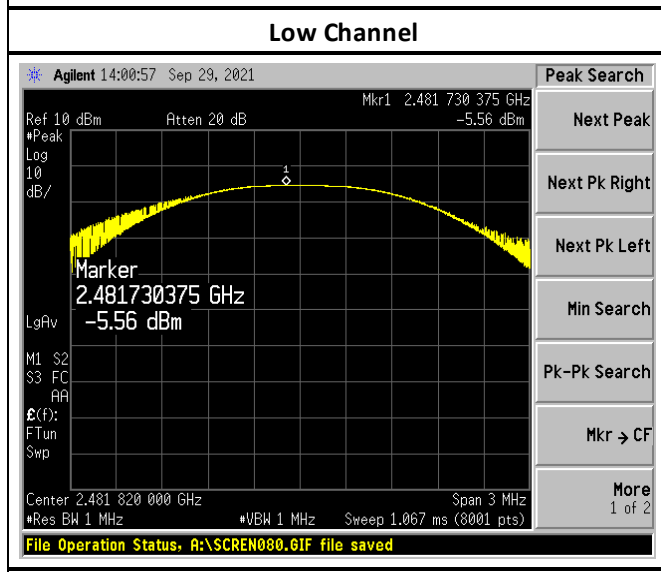 Low Channel
Agilent 14:00:57 Sep 29, 2021
Peak Search
Mkr1 2.481 730 375 GHz
Ref 10 dBm Atten 20 dB -5.56 dBm
#Peak
Log
10
dB/
1
Next Peak
Next Pk Right
Next Pk Left
Marker
2.481730375 GHz
LgAv -5.56 dBm
Min Search
M1 S2
S3 FC
AA
Pk-Pk Search
£(f):
FTun
Swp
Mkr → CF
Center 2.481 820 000 GHz Span 3 MHz
#Res BW 1 MHz #VBW 1 MHz Sweep 1.067 ms (8001 pts)
More
1 of 2
File Operation Status, A:\SCREN080.GIF file saved